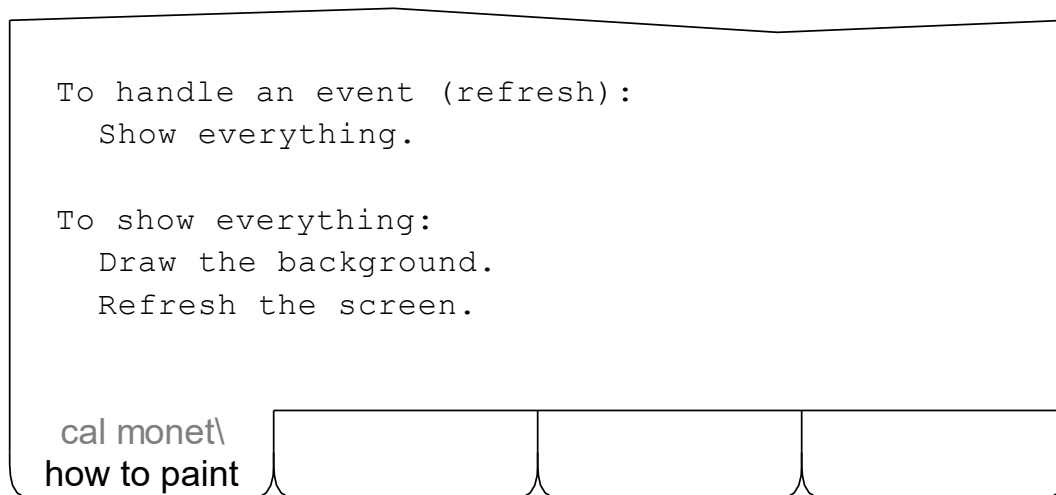 To handle an event (refresh):
Show everything.
To show everything:
Draw the background.
Refresh the screen.
cal monet\
how to paint